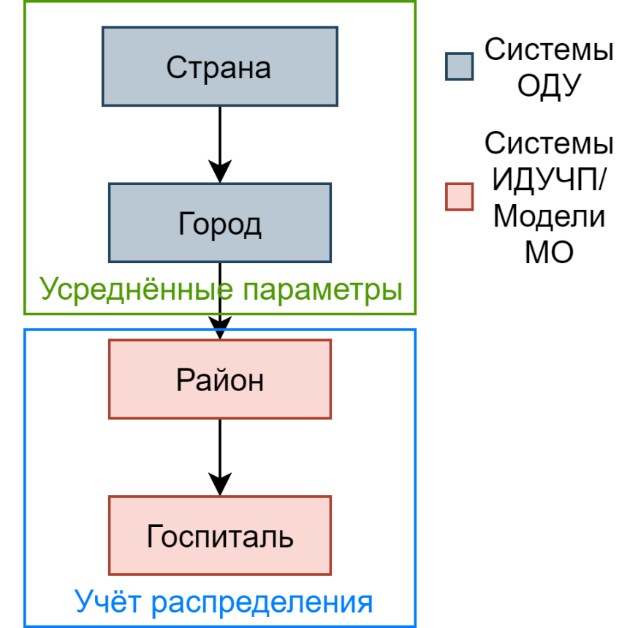 Страна
Город
Усреднённые параметры
Район
Госпиталь
Учёт распределения
Системы
ОДУ
Системы
ИДУЧП/
Модели
МО